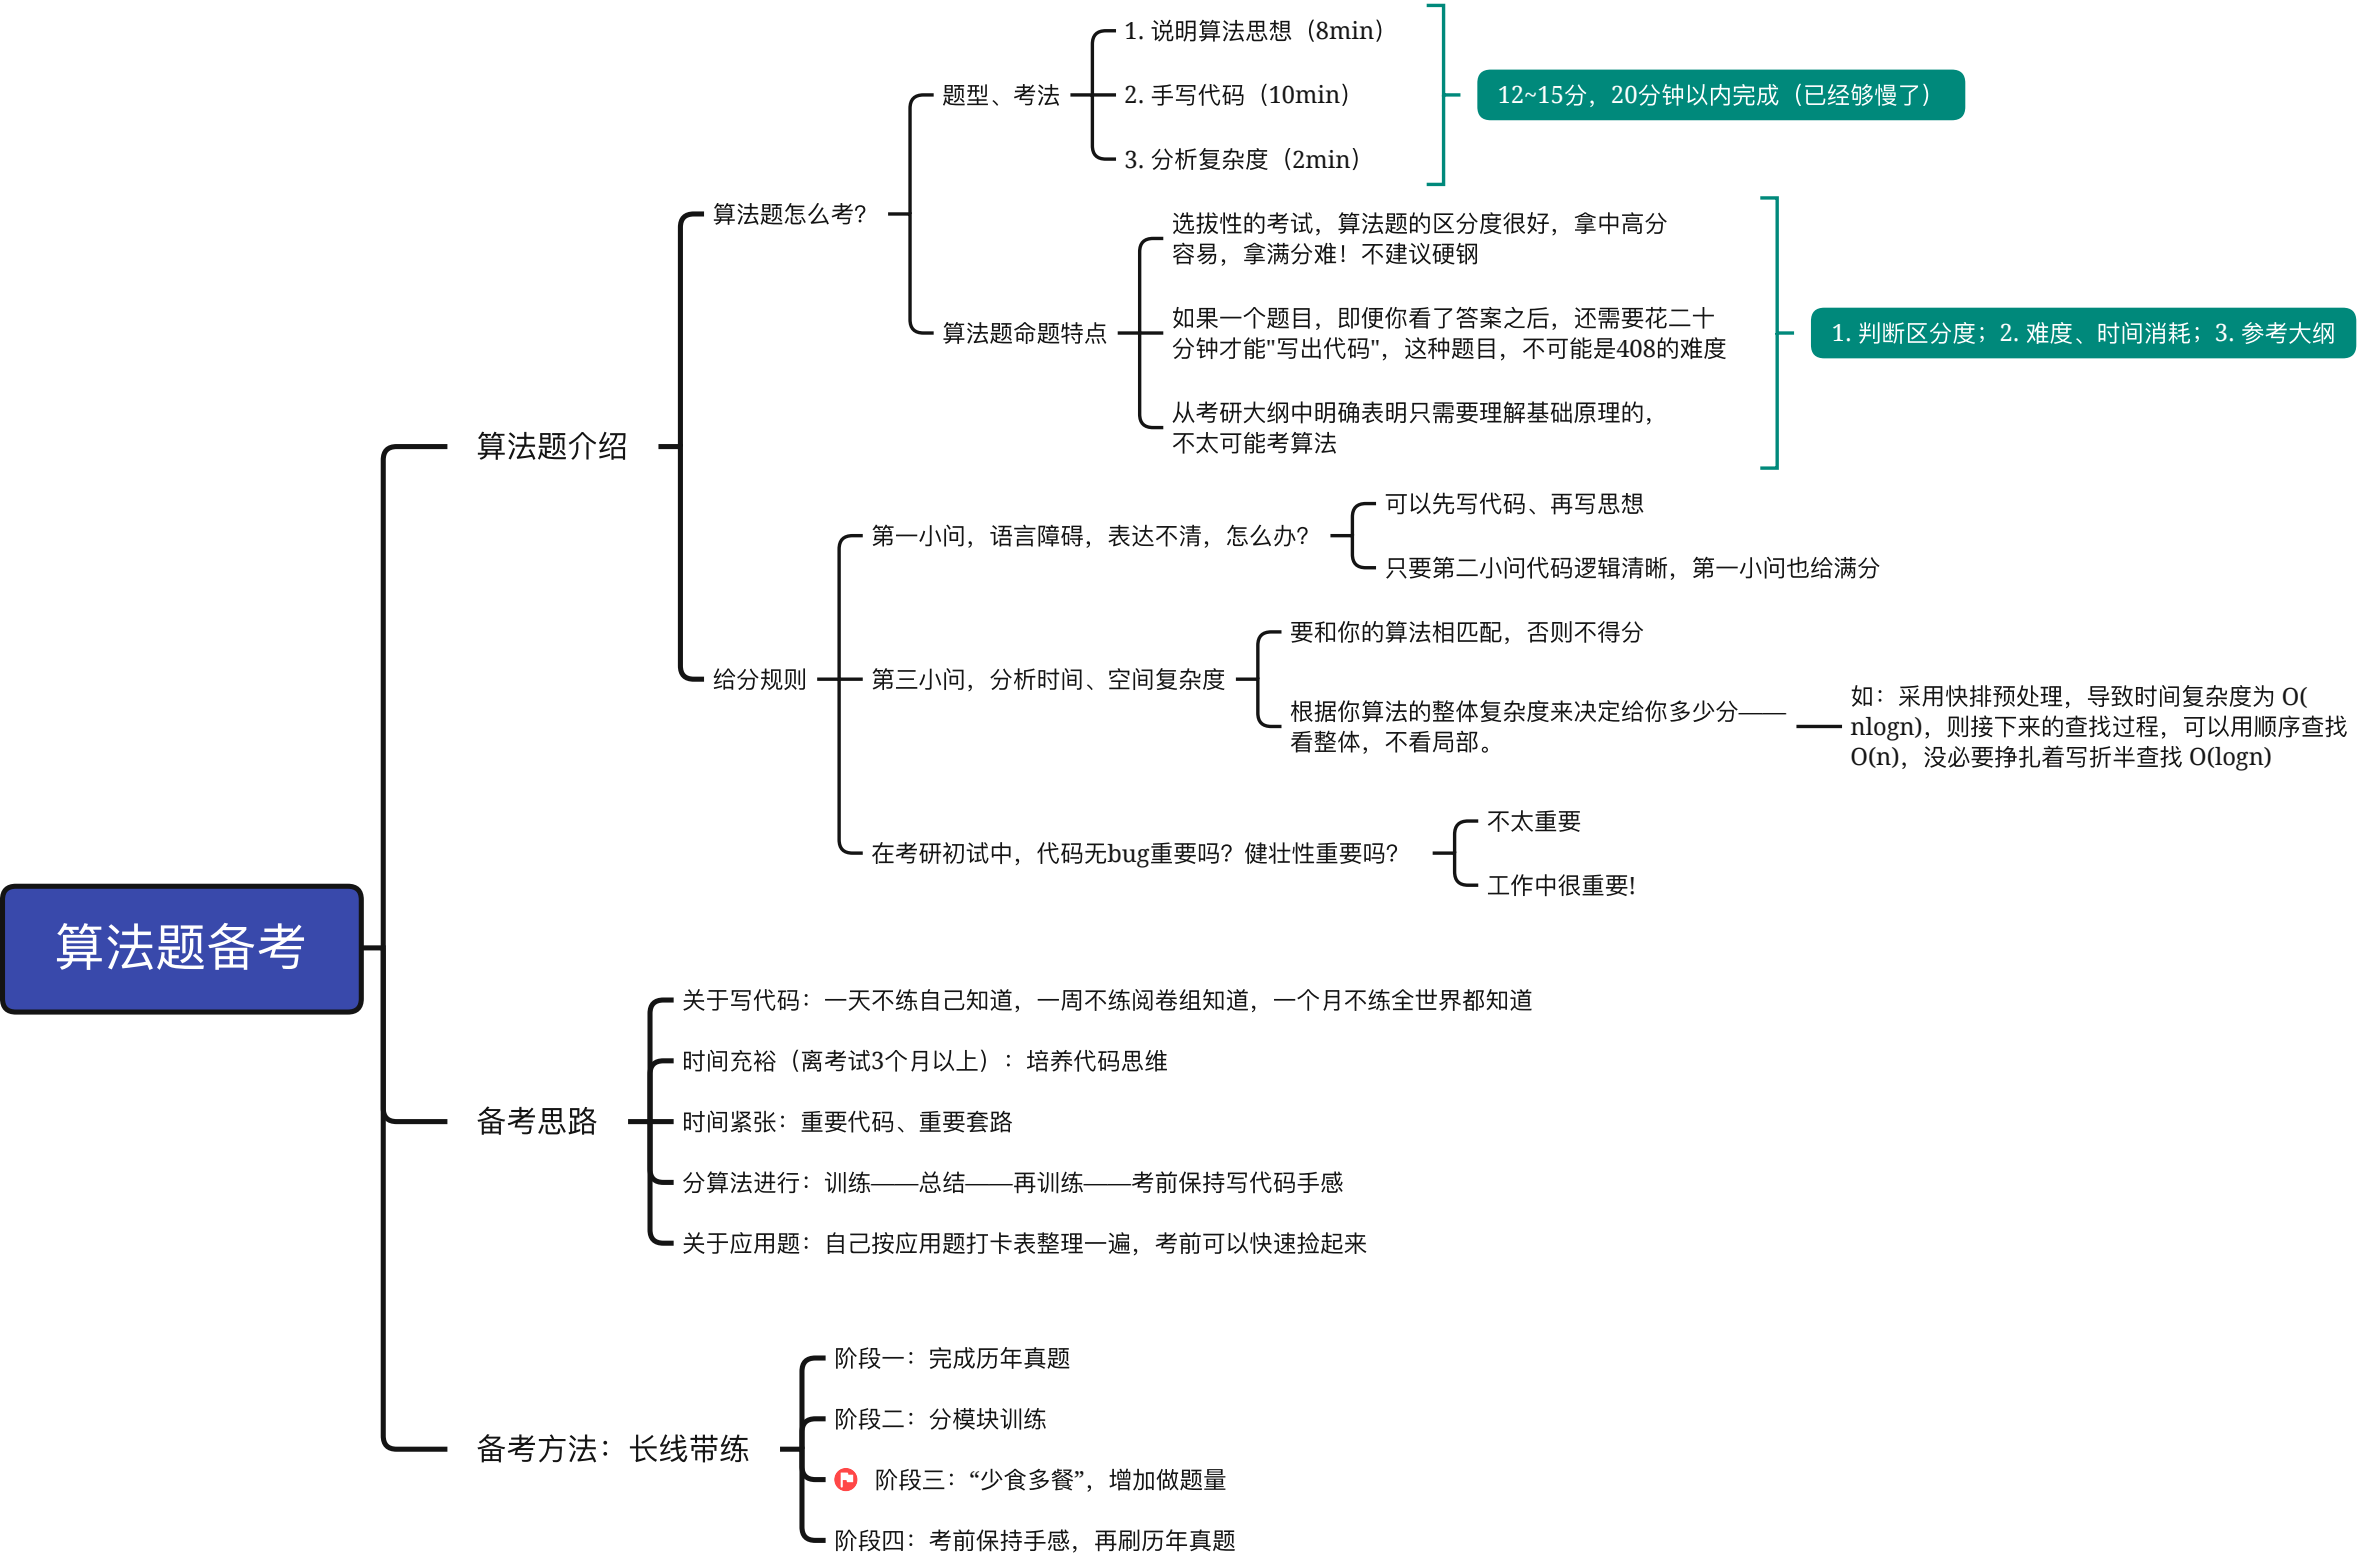 算法题备考
算法题介绍
算法题怎么考？
题型、考法
1. 说明算法思想（8min）
2. 手写代码（10min）
3. 分析复杂度（2min）
12~15分，20分钟以内完成（已经够慢了）
算法题命题特点
选拔性的考试，算法题的区分度很好，拿中高分
容易，拿满分难！不建议硬钢
如果一个题目，即便你看了答案之后，还需要花二十
分钟才能"写出代码"，这种题目，不可能是408的难度
从考研大纲中明确表明只需要理解基础原理的，
不太可能考算法
1. 判断区分度；2. 难度、时间消耗；3. 参考大纲
给分规则
第一小问，语言障碍，表达不清，怎么办？
可以先写代码、再写思想
只要第二小问代码逻辑清晰，第一小问也给满分
第三小问，分析时间、空间复杂度
要和你的算法相匹配，否则不得分
根据你算法的整体复杂度来决定给你多少分——
看整体，不看局部。
如：采用快排预处理，导致时间复杂度为 O(
nlogn)，则接下来的查找过程，可以用顺序查找
O(n)，没必要挣扎着写折半查找 O(logn)
在考研初试中，代码无bug重要吗？健壮性重要吗？
不太重要
工作中很重要!
备考思路
关于写代码：一天不练自己知道，一周不练阅卷组知道，一个月不练全世界都知道
时间充裕（离考试3个月以上）：培养代码思维
时间紧张：重要代码、重要套路
分算法进行：训练——总结——再训练——考前保持写代码手感
关于应用题：自己按应用题打卡表整理一遍，考前可以快速捡起来
备考方法：长线带练
阶段一：完成历年真题
阶段二：分模块训练
阶段三：“少食多餐”，增加做题量
阶段四：考前保持手感，再刷历年真题